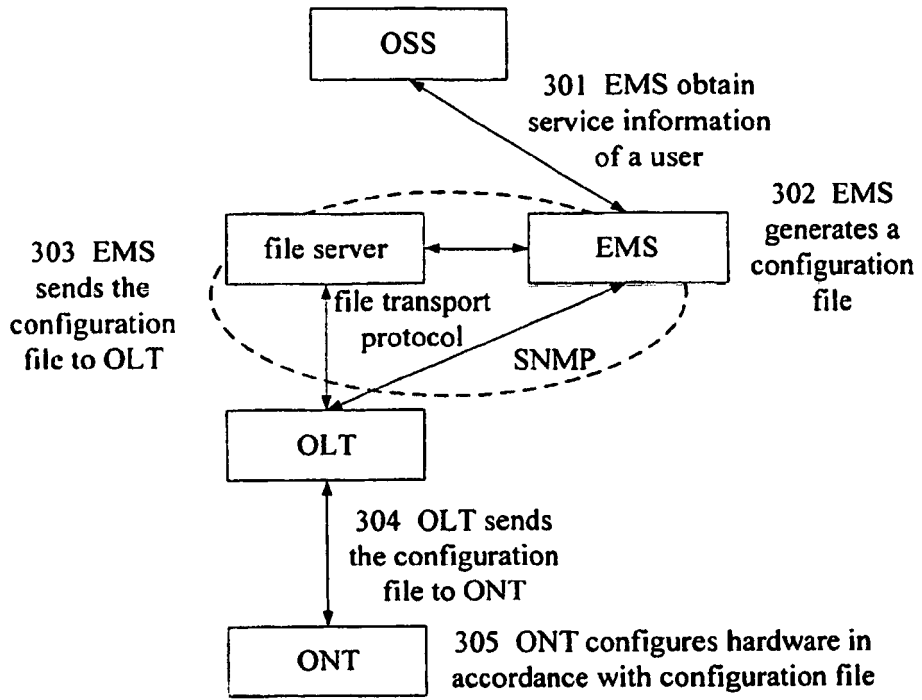 OSS
301 EMS obtain
service information
of a user
302 EMS
generates a
configuration
file
file server
EMS
303 EMS
sends the
configuration
file to OLT
file transport
protocol
SNMP
OLT
304 OLT sends
the configuration
file to ONT
ONT
305 ONT configures hardware in
accordance with configuration file